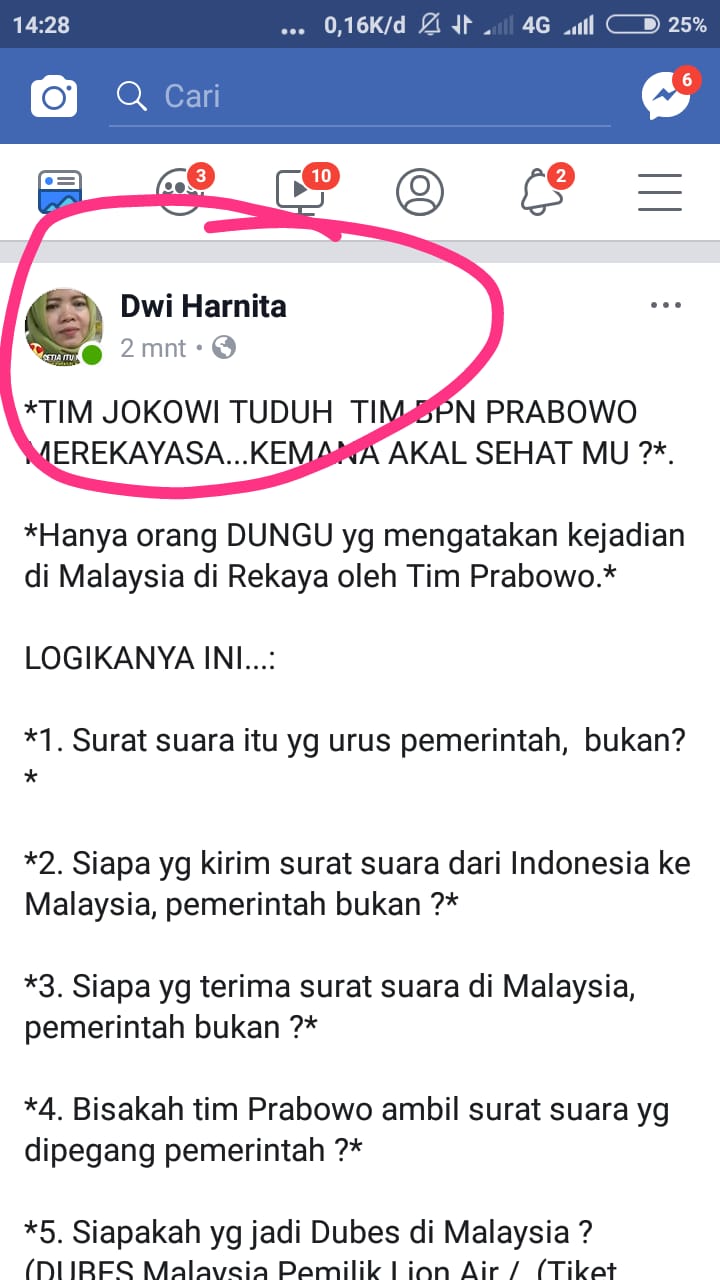 14:28 ... 0,16K/d 4G 25%
Cari 6
3 10 2
Dwi Harnita
2 mnt •
SETIA ITU
*TIM JOKOWI TUDUH TIM BPN PRABOWO
MEREKAYASA...KEMANA AKAL SEHAT MU ?*.
*Hanya orang DUNGU yg mengatakan kejadian
di Malaysia di Rekaya oleh Tim Prabowo.*
LOGIKANYA INI...:
*1. Surat suara itu yg urus pemerintah, bukan?
*
*2. Siapa yg kirim surat suara dari Indonesia ke
Malaysia, pemerintah bukan ?*
*3. Siapa yg terima surat suara di Malaysia,
pemerintah bukan ?*
*4. Bisakah tim Prabowo ambil surat suara yg
dipegang pemerintah ?*
*5. Siapakah yg jadi Dubes di Malaysia ?
(DUBES Malaysia Pemilik Lion Air / (Tiket